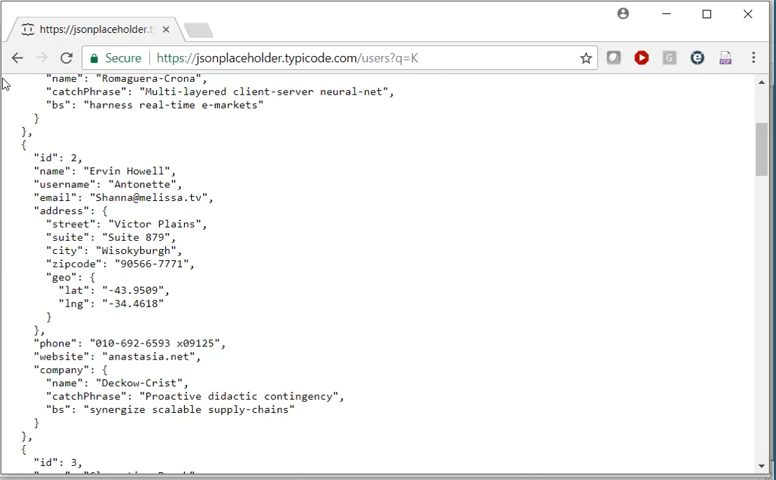 https://jsonplaceholder.t
Secure https://jsonplaceholder.typicode.com/users?q=K
"name": "Romaguera-Crona",
"catchPhrase": "Multi-layered client-server neural-net",
"bs": "harness real-time e-markets"
}
},
{
"id": 2,
"name": "Ervin Howell",
"username": "Antonette",
"email": "Shanna@melissa.tv",
"address": {
"street": "Victor Plains",
"suite": "Suite 879",
"city": "Wisokyburgh",
"zipcode": "90566-7771",
"geo": {
"lat": "-43.9509",
"lng": "-34.4618"
}
},
"phone": "010-692-6593 x09125",
"website": "anastasia.net",
"company": {
"name": "Deckow-Crist",
"catchPhrase": "Proactive didactic contingency",
"bs": "synergize scalable supply-chains"
}
},
{
"id": 3,